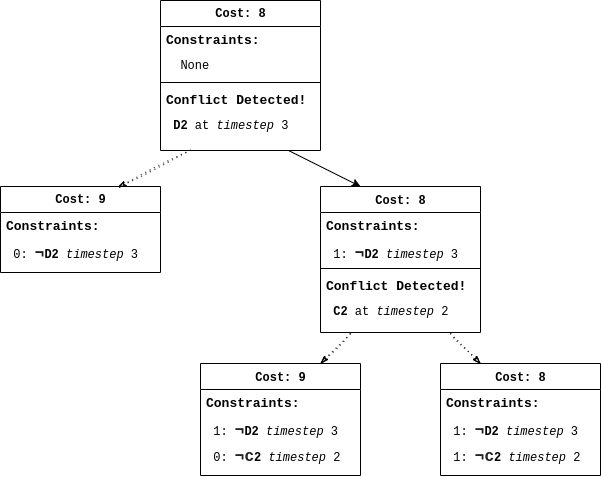 Cost: 8
Constraints:
None
Conflict Detected!
D2 at timestep 3
Cost: 9
Constraints:
0: ¬D2 timestep 3
Cost: 8
Constraints:
1: ¬D2 timestep 3
Conflict Detected!
C2 at timestep 2
Cost: 9
Constraints:
1: ¬D2 timestep 3
0: ¬C2 timestep 2
Cost: 8
Constraints:
1: ¬D2 timestep 3
1: ¬C2 timestep 2